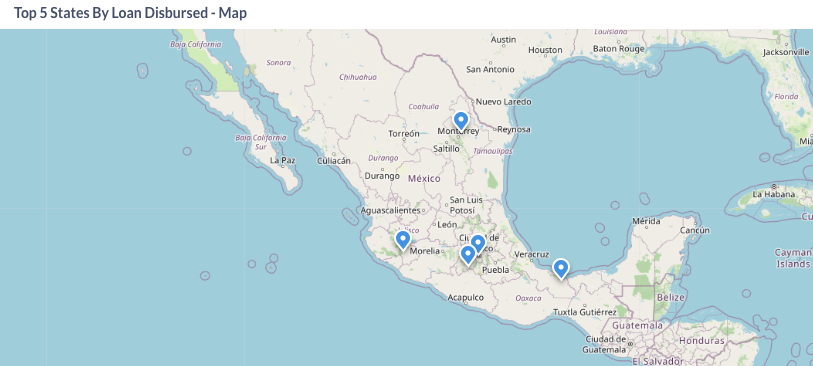 Top 5 States By Loan Disbursed - Map
Louisiana
Austin
Baton Rouge
Baja California
Houston
Jacksonville
Sonora
San Antonio
Chihuahua
Florida
Coahuila
Nuevo Laredo
Monterrey
Reynosa
Torreón
Baja California
Sur
Saltillo
Tamaulipas
La Paz
Culiacán
Durango
Durango
México
La Habana
San Luis
Potosí
Aguascalientes
Mérida
Cancún
León
Ciudad de
Morelia
Veracruz
Cayman
Islands
Puebla
Acapulco
Oaxaca
Belize
Tuxtla Gutiérrez
Guatemala
Ciudad de
Guatemala
Honduras
El Salvador